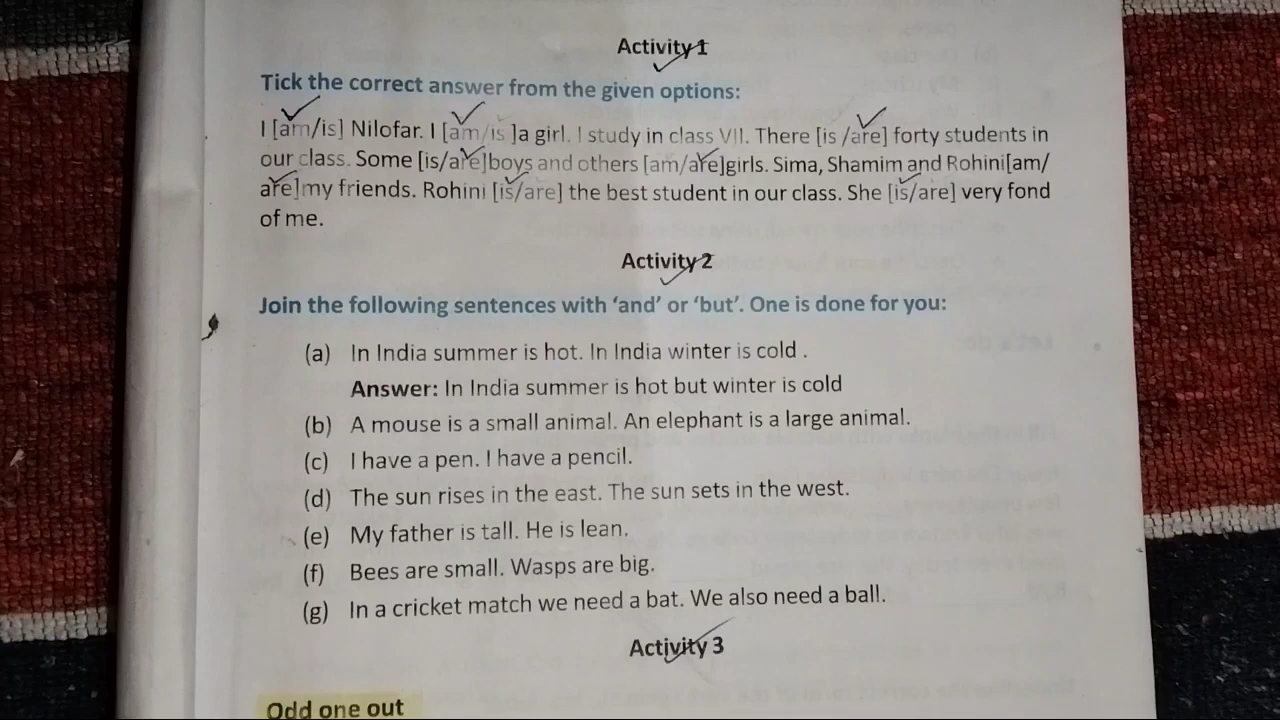 Activity 1
Tick the correct answer from the given options:
I [am/is] Nilofar. I [am/is ]a girl. I study in class VII. There [is /are] forty students in
our class. Some [is/are]boys and others [am/are]girls. Sima, Shamim and Rohini[am/
are]my friends. Rohini [is/are] the best student in our class. She [is/are] very fond
of me.
Activity 2
Join the following sentences with ‘and’ or ‘but’. One is done for you:
(a) In India summer is hot. In India winter is cold .
Answer: In India summer is hot but winter is cold
(b) A mouse is a small animal. An elephant is a large animal.
(c) I have a pen. I have a pencil.
(d) The sun rises in the east. The sun sets in the west.
(e) My father is tall. He is lean.
(f) Bees are small. Wasps are big.
(g) In a cricket match we need a bat. We also need a ball.
Activity 3
Odd one out